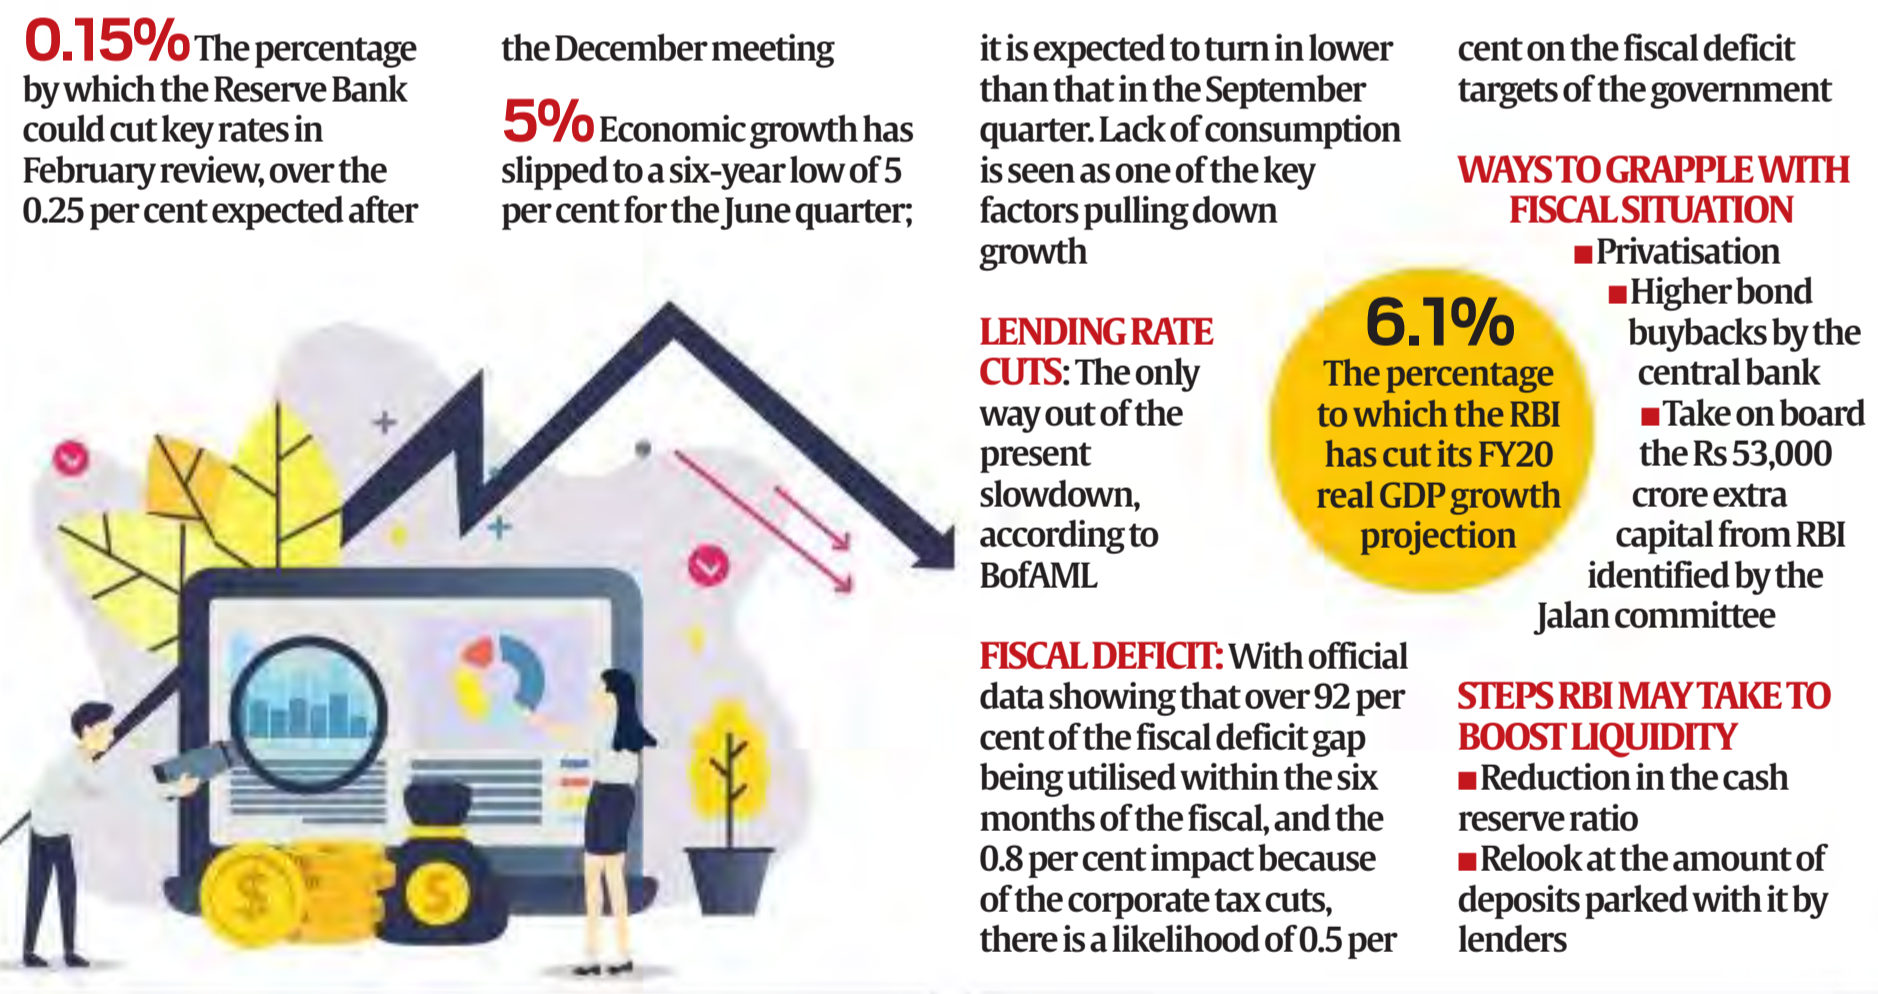 0.15% The percentage
by which the Reserve Bank
could cut key rates in
February review, over the
0.25 per cent expected after
the December meeting
5% Economic growth has
slipped to a six-year low of 5
per cent for the June quarter;
it is expected to turn in lower
than that in the September
quarter. Lack of consumption
is seen as one of the key
factors pulling down
growth
LENDING RATE
CUTS: The only
way out of the
present
slowdown,
according to
BofAML
FISCAL DEFICIT: With official
data showing that over 92 per
cent of the fiscal deficit gap
being utilised within the six
months of the fiscal, and the
0.8 per cent impact because
of the corporate tax cuts,
there is a likelihood of 0.5 per
cent on the fiscal deficit
targets of the government
6.1%
The percentage
to which the RBI
has cut its FY20
real GDP growth
projection
WAYS TO GRAPPLE WITH
FISCAL SITUATION
■ Privatisation
■ Higher bond
buybacks by the
central bank
■ Take on board
the Rs 53,000
crore extra
capital from RBI
identified by the
Jalan committee
STEPS RBI MAY TAKE TO
BOOST LIQUIDITY
■ Reduction in the cash
reserve ratio
■ Relook at the amount of
deposits parked with it by
lenders
$
$